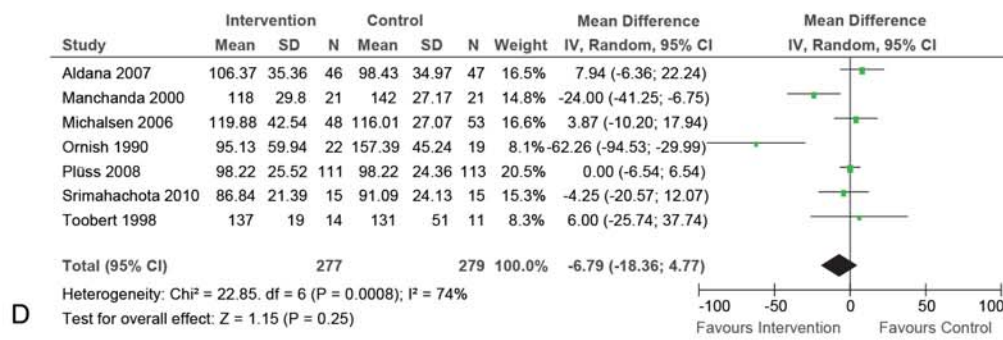 Intervention Control Mean Difference Mean Difference
Study Mean SD N Mean SD N Weight IV, Random, 95% CI IV, Random, 95% CI
Aldana 2007 106.37 35.36 46 98.43 34.97 47 16.5% 7.94 (-6.36; 22.24)
Manchanda 2000 118 29.8 21 142 27.17 21 14.8% -24.00 (-41.25; -6.75)
Michalsen 2006 119.88 42.54 48 116.01 27.07 53 16.6% 3.87 (-10.20; 17.94)
Ornish 1990 95.13 59.94 22 157.39 45.24 19 8.1% -62.26 (-94.53; -29.99)
Plüss 2008 98.22 25.52 111 98.22 24.36 113 20.5% 0.00 (-6.54; 6.54)
Srimahachota 2010 86.84 21.39 15 91.09 24.13 15 15.3% -4.25 (-20.57; 12.07)
Toobert 1998 137 19 14 131 51 11 8.3% 6.00 (-25.74; 37.74)
Total (95% CI) 277 279 100.0% -6.79 (-18.36; 4.77)
Heterogeneity: Chi² = 22.85. df = 6 (P = 0.0008); I² = 74%
Test for overall effect: Z = 1.15 (P = 0.25)
-100 -50 0 50 100
Favours Intervention Favours Control
D